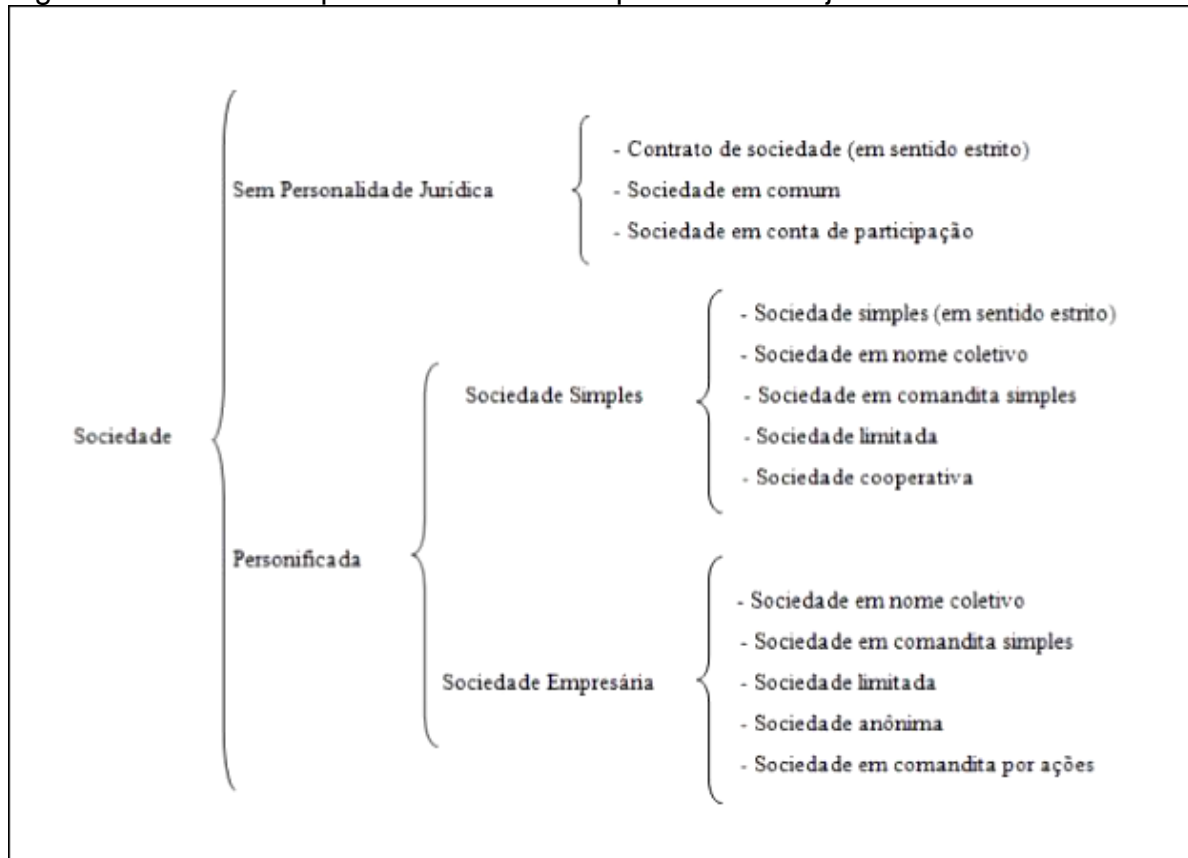 Sociedade
Sem Personalidade Jurídica
- Contrato de sociedade (em sentido estrito)
- Sociedade em comum
- Sociedade em conta de participação
Personificada
Sociedade Simples
- Sociedade simples (em sentido estrito)
- Sociedade em nome coletivo
- Sociedade em comandita simples
- Sociedade limitada
- Sociedade cooperativa
Sociedade Empresária
- Sociedade em nome coletivo
- Sociedade em comandita simples
- Sociedade limitada
- Sociedade anônima
- Sociedade em comandita por ações